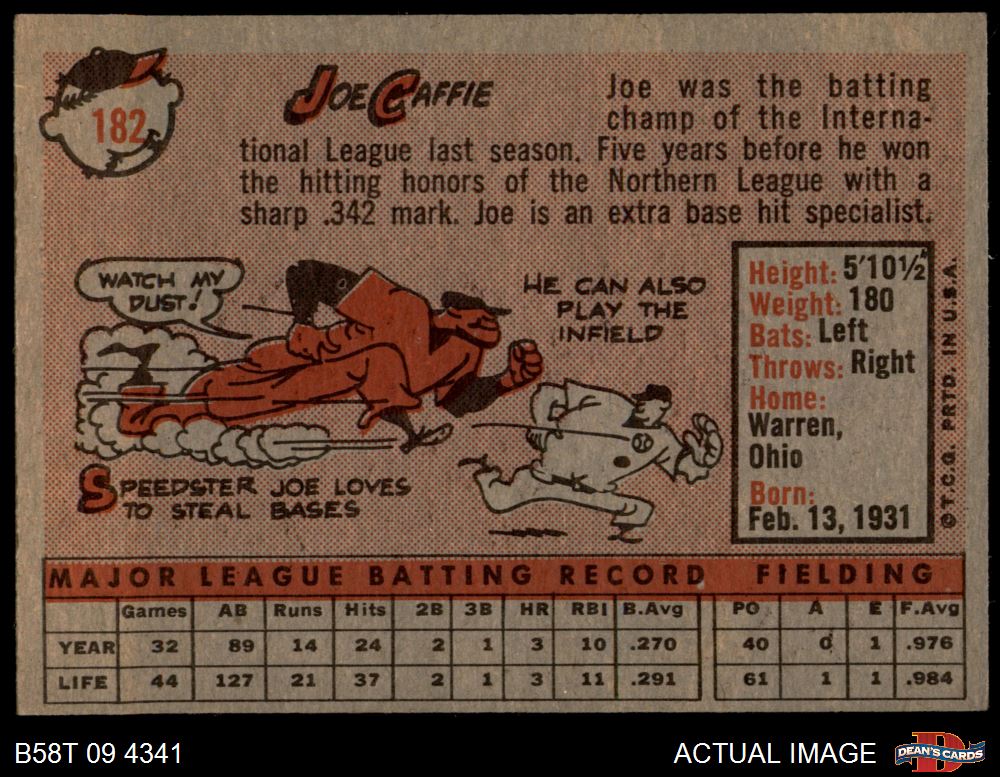 182
JOE CAFFIE
Joe was the batting
champ of the Interna-
tional League last season. Five years before he won
the hitting honors of the Northern League with a
sharp .342 mark. Joe is an extra base hit specialist.
WATCH MY
DUST!
HE CAN ALSO
PLAY THE
INFIELD
SPEEDSTER JOE LOVES
TO STEAL BASES
Height: 5'10½"
Weight: 180
Bats: Left
Throws: Right
Home:
Warren,
Ohio
Born:
Feb. 13, 1931
© T.C.G. PRTD. IN U.S.A.
MAJOR LEAGUE BATTING RECORD FIELDING
Games AB Runs Hits 2B 3B HR RBI B.Avg PO A E F.Avg
YEAR 32 89 14 24 2 1 3 10 .270 40 0 1 .976
LIFE 44 127 21 37 2 1 3 11 .291 61 1 1 .984
B58T 09 4341 ACTUAL IMAGE
D
DEAN'S CARDS